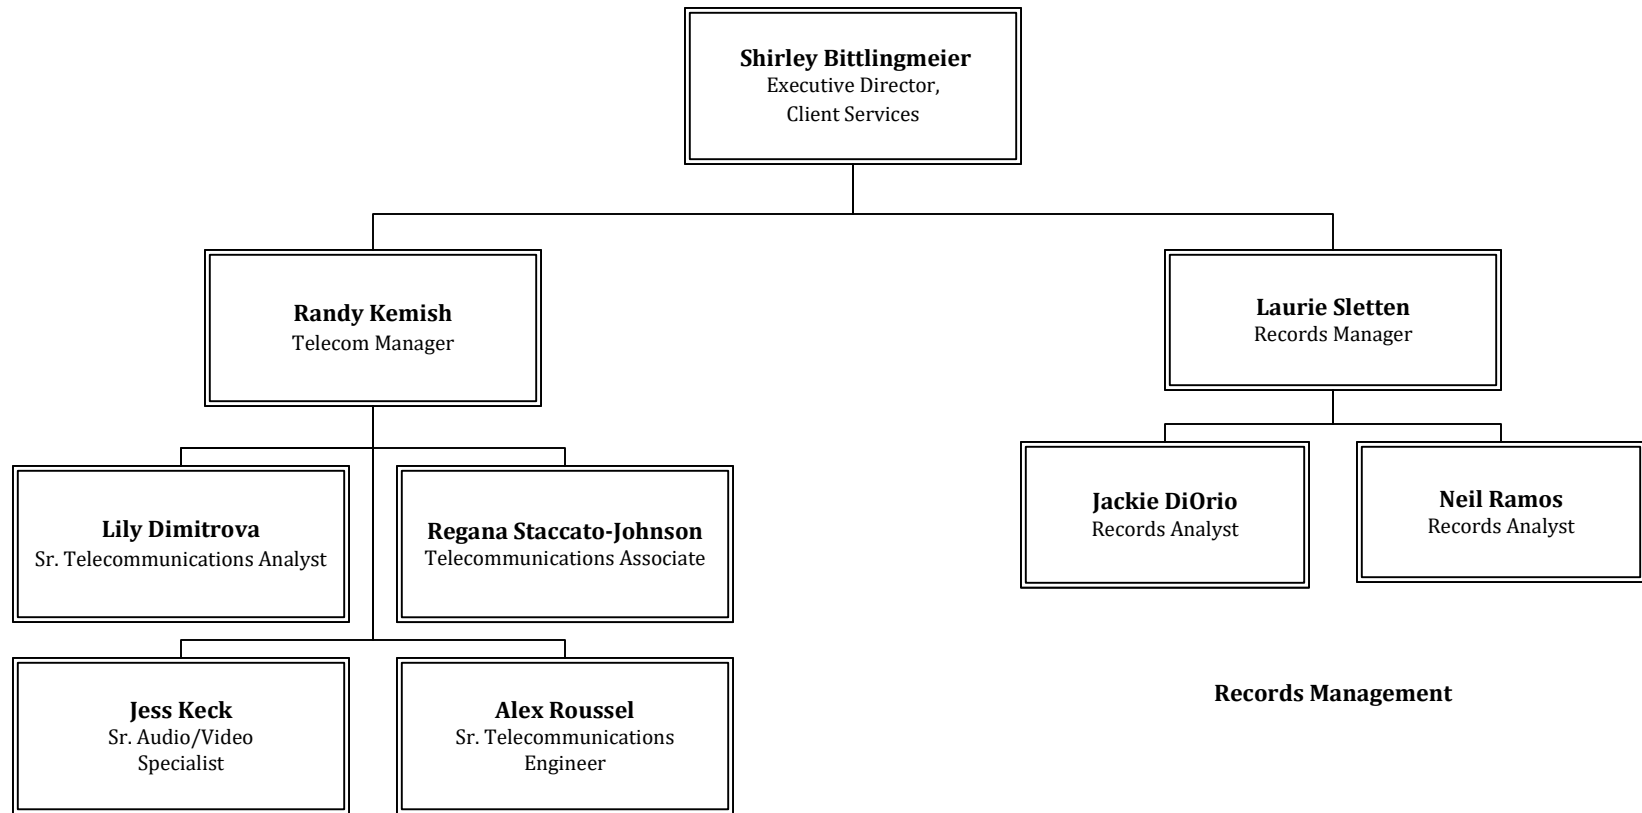 Shirley Bittlingmeier
Executive Director,
Client Services
Randy Kemish
Telecom Manager
Laurie Sletten
Records Manager
Lily Dimitrova
Sr. Telecommunications Analyst
Regana Staccato-Johnson
Telecommunications Associate
Jackie DiOrio
Records Analyst
Neil Ramos
Records Analyst
Jess Keck
Sr. Audio/Video
Specialist
Alex Roussel
Sr. Telecommunications
Engineer
Records Management